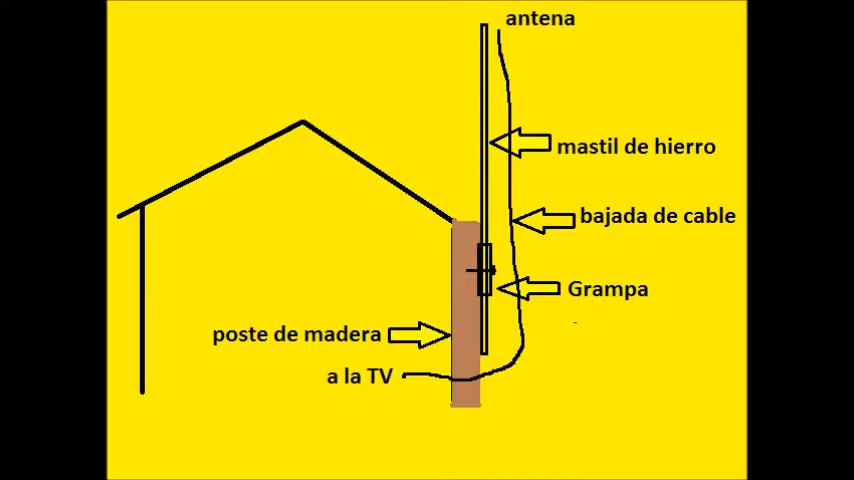 antena
mastil de hierro
bajada de cable
Grampa
poste de madera
a la TV